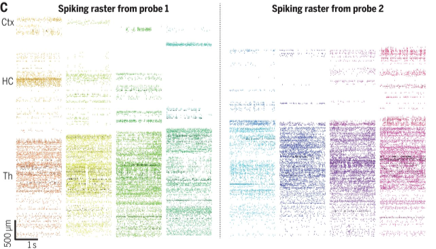 C
Spiking raster from probe 1
Spiking raster from probe 2
Ctx
HC
Th
500 µm
1 s